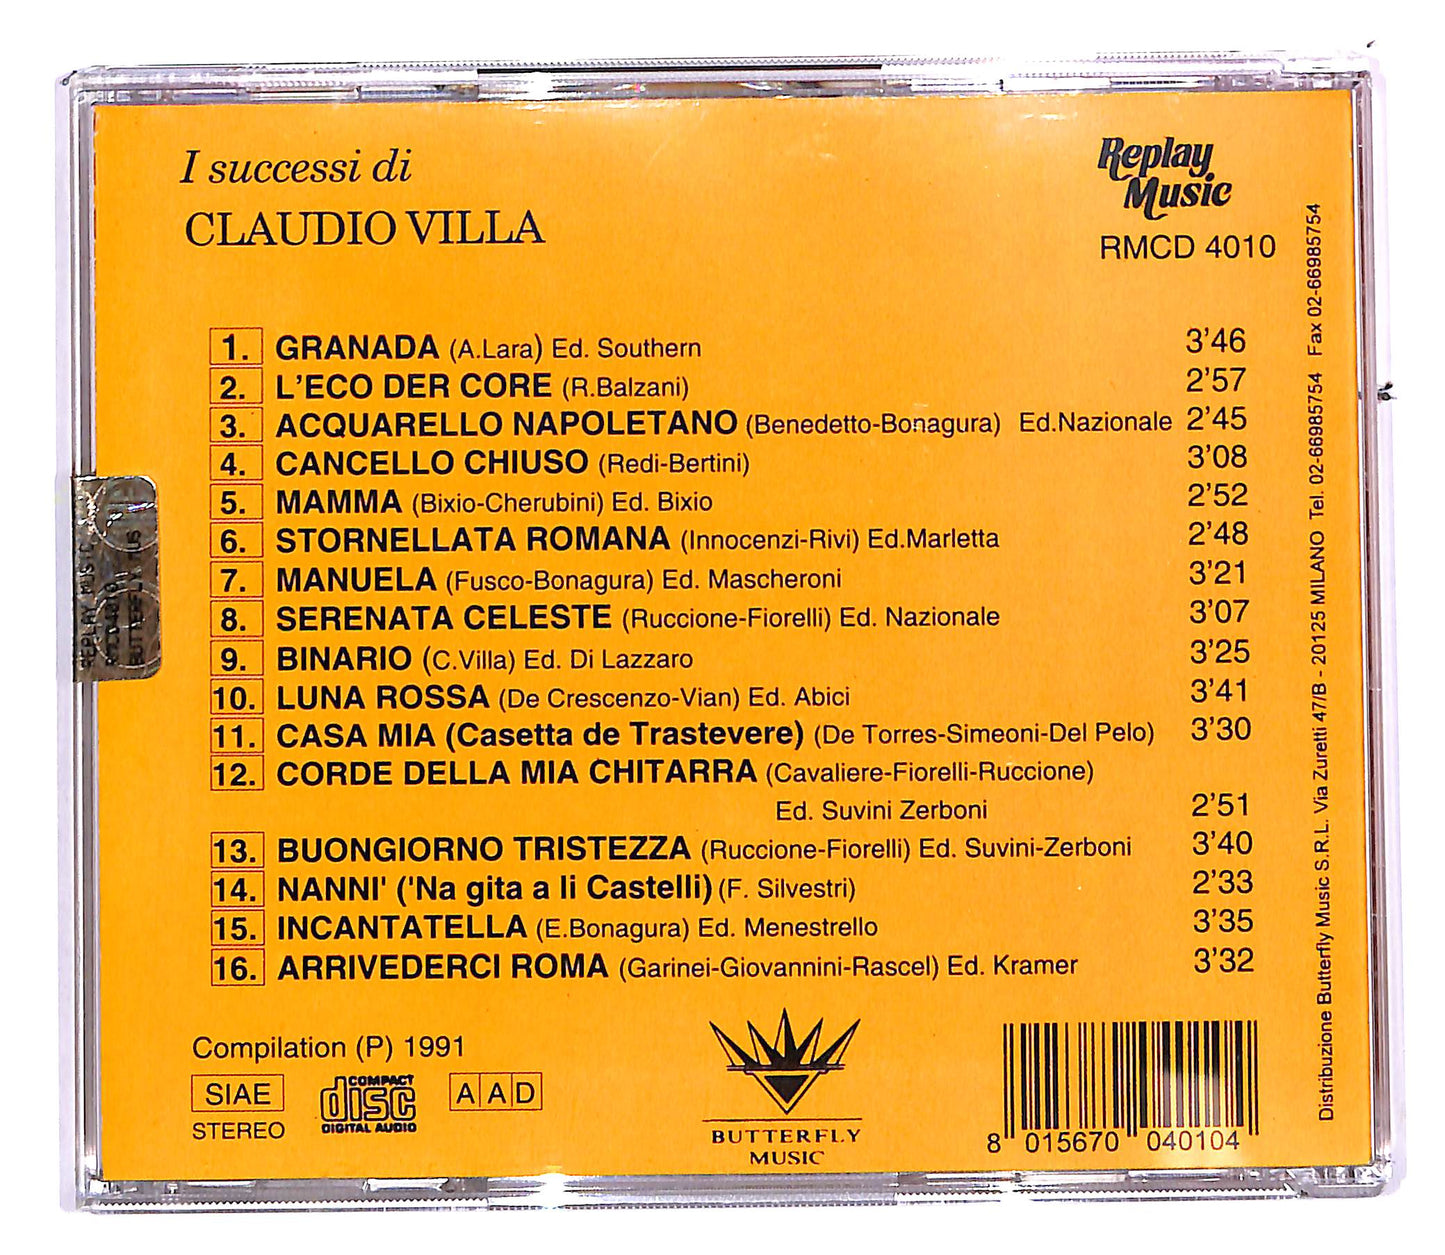 I successi di
CLAUDIO VILLA
Replay
Music
RMCD 4010
1. GRANADA (A.Lara) Ed. Southern 3'46
2. L'ECO DER CORE (R.Balzani) 2'57
3. ACQUARELLO NAPOLETANO (Benedetto-Bonagura) Ed.Nazionale 2'45
4. CANCELLO CHIUSO (Redi-Bertini) 3'08
5. MAMMA (Bixio-Cherubini) Ed. Bixio 2'52
6. STORNELLATA ROMANA (Innocenzi-Rivi) Ed.Marletta 2'48
7. MANUELA (Fusco-Bonagura) Ed. Mascheroni 3'21
8. SERENATA CELESTE (Ruccione-Fiorelli) Ed. Nazionale 3'07
9. BINARIO (C.Villa) Ed. Di Lazzaro 3'25
10. LUNA ROSSA (De Crescenzo-Vian) Ed. Abici 3'41
11. CASA MIA (Casetta de Trastevere) (De Torres-Simeoni-Del Pelo) 3'30
12. CORDE DELLA MIA CHITARRA (Cavaliere-Fiorelli-Ruccione)
Ed. Suvini Zerboni 2'51
13. BUONGIORNO TRISTEZZA (Ruccione-Fiorelli) Ed. Suvini-Zerboni 3'40
14. NANNI' ('Na gita a li Castelli) (F. Silvestri) 2'33
15. INCANTATELLA (E.Bonagura) Ed. Menestrello 3'35
16. ARRIVEDERCI ROMA (Garinei-Giovannini-Rascel) Ed. Kramer 3'32
Compilation (P) 1991
SIAE
STEREO
COMPACT
disc
DIGITAL AUDIO
AAD
BUTTERFLY
MUSIC
8 015670 040104
Distribuzione Butterfly Music S.R.L. Via Zuretti 47/B - 20125 MILANO Tel. 02-66985754 Fax 02-66985754
REPLAY MUSIC
BUTTERFLY MUS